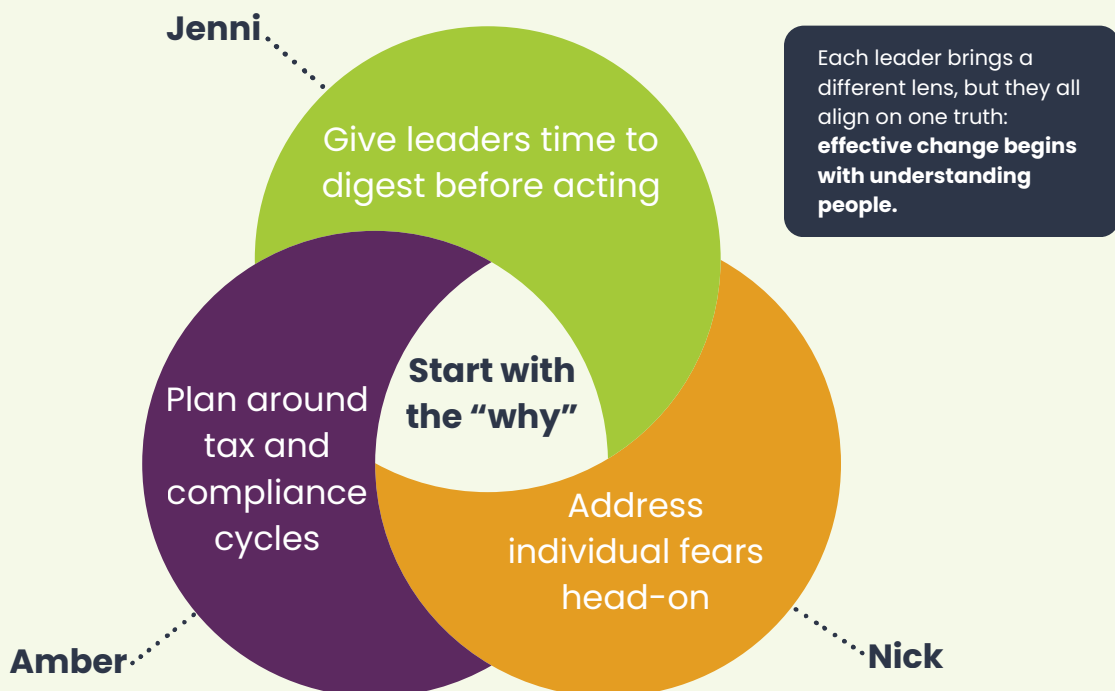 Jenni
Each leader brings a
different lens, but they all
align on one truth:
effective change begins
with understanding
people.
Give leaders time to
digest before acting
Start with
the “why”
Plan around
tax and
compliance
cycles
Address
individual fears
head-on
Amber
Nick